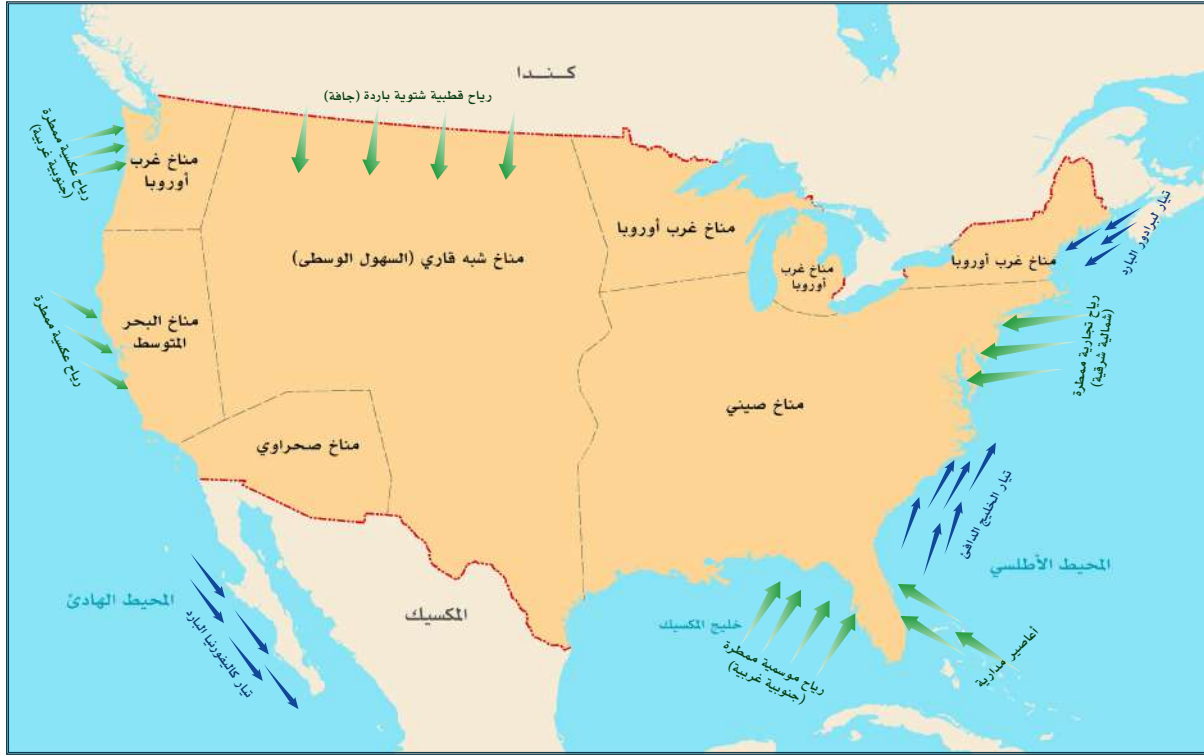 كـنـدا
رياح قطبية شتوية باردة (جافة)
رياح عكسية ممطرة
(جنوبية غربية)
مناخ غرب
أوروبا
مناخ شبه قاري (السهول الوسطى)
مناخ غرب أوروبا
مناخ غرب
أوروبا
مناخ غرب أوروبا
تيار لبرادور البارد
رياح تجارية ممطرة
(شمالية شرقية)
رياح عكسية ممطرة
مناخ البحر
المتوسط
مناخ صحراوي
مناخ صيني
تيار الخليج الدافئ
المحيط الأطلسي
المحيط الهادئ
تيار كاليفورنيا البارد
المكسيك
خليج المكسيك
رياح موسمية ممطرة
(جنوبية غربية)
أعاصير مدارية